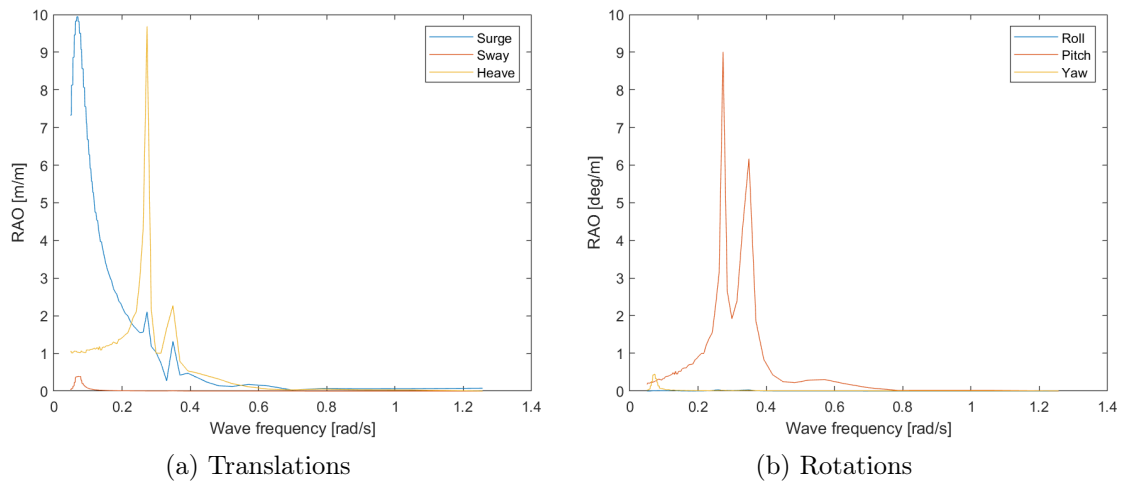 10
9
8
7
6
5
4
3
2
1
0
RAO [m/m]
Surge
Sway
Heave
0 0.2 0.4 0.6 0.8 1 1.2 1.4
Wave frequency [rad/s]
(a) Translations
10
9
8
7
6
5
4
3
2
1
0
RAO [deg/m]
Roll
Pitch
Yaw
0 0.2 0.4 0.6 0.8 1 1.2 1.4
Wave frequency [rad/s]
(b) Rotations